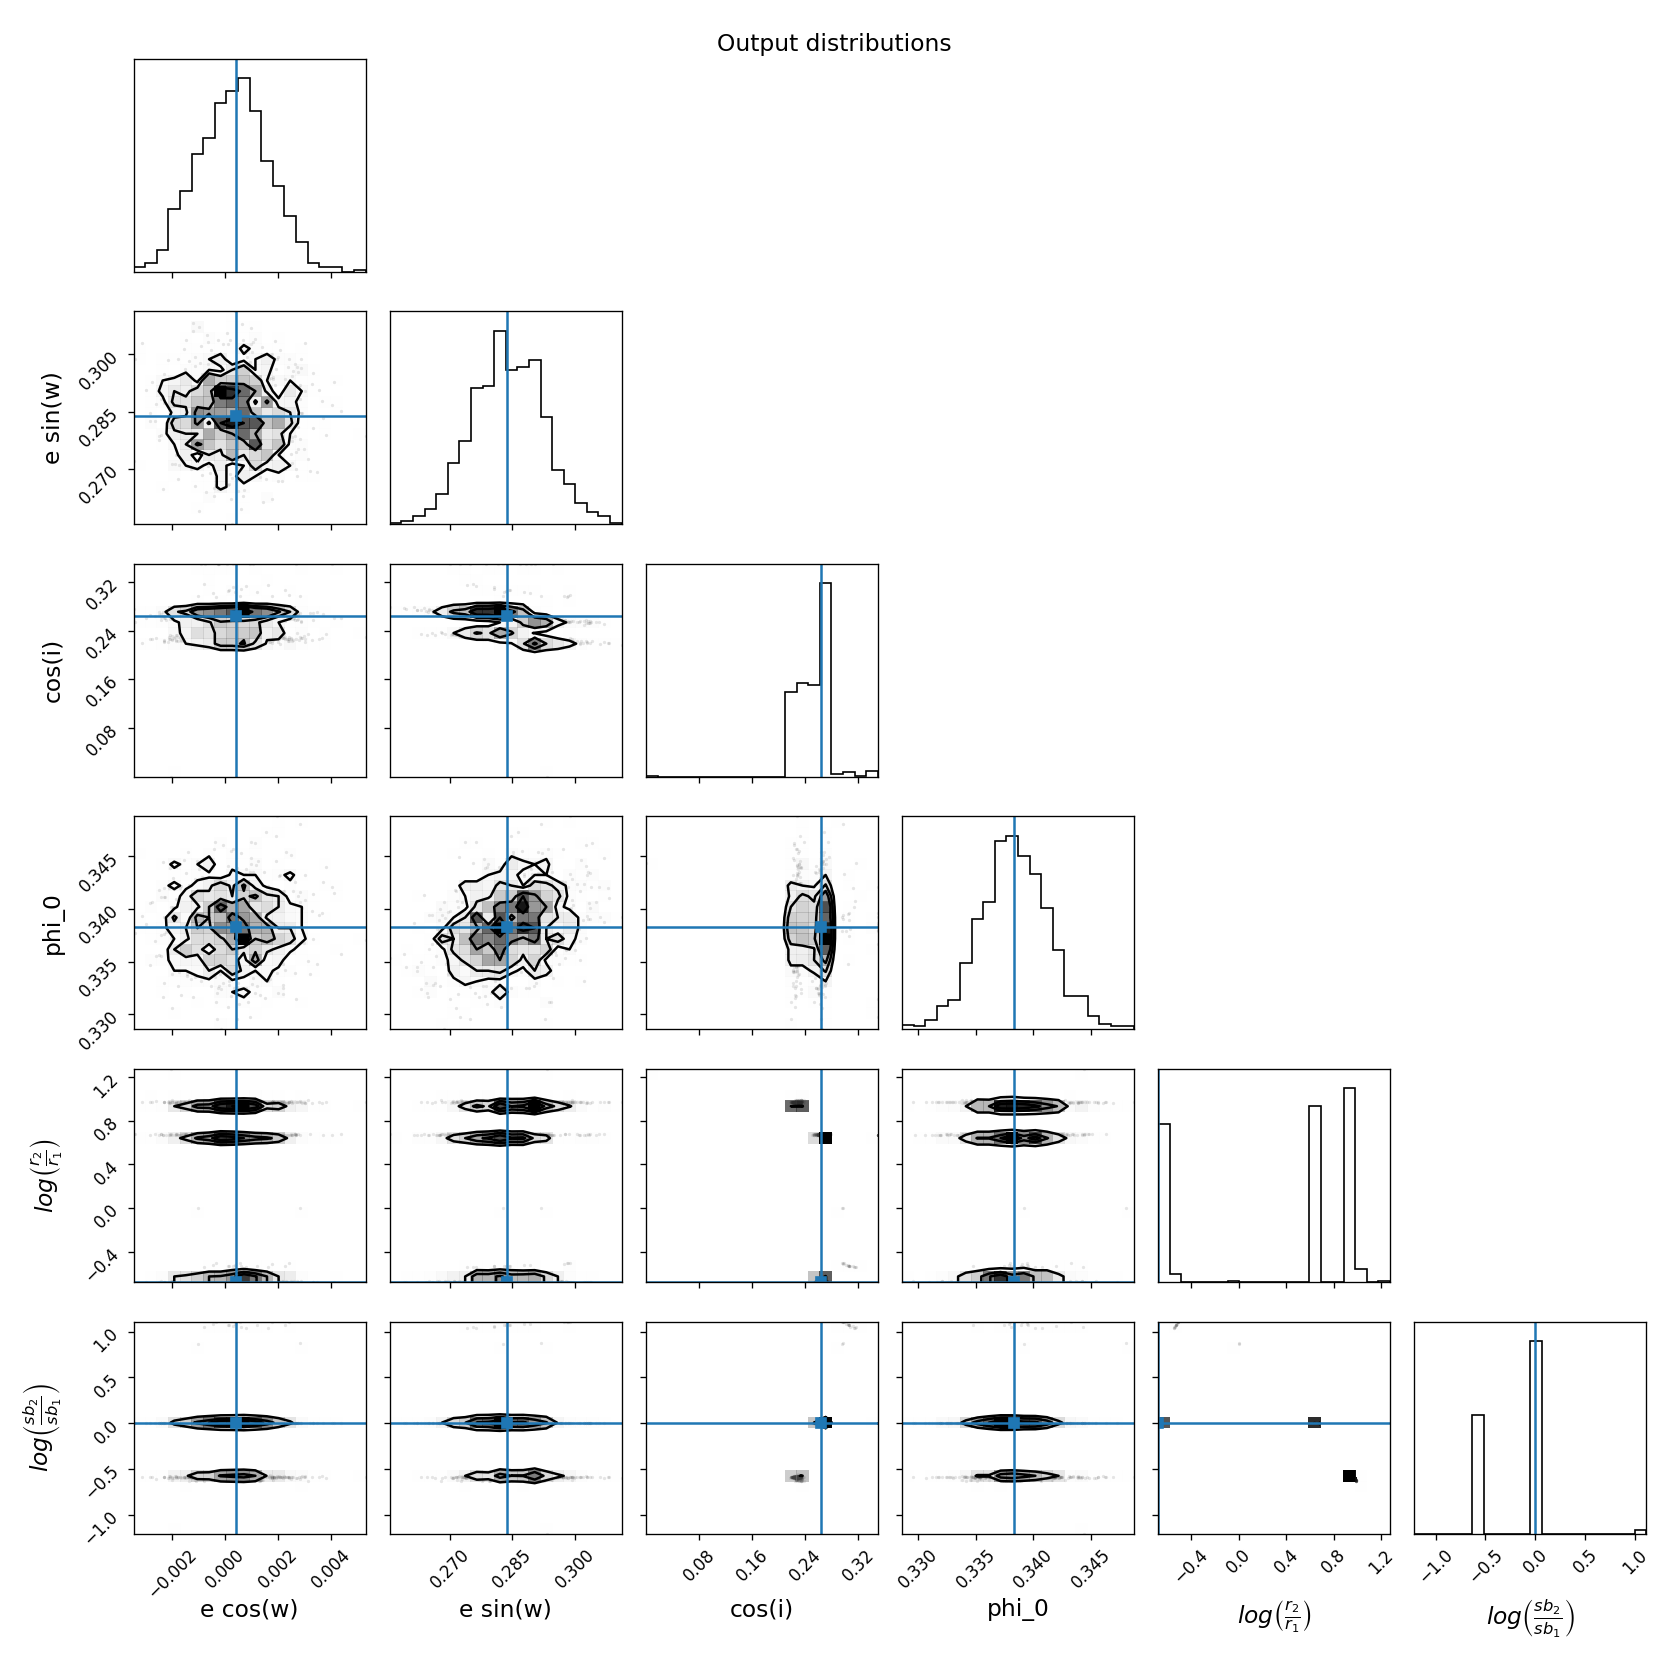 Output distributions
e sin(w)
0.300
0.285
0.270
cos(i)
0.32
0.24
0.16
0.08
phi_0
0.345
0.340
0.335
0.330
log(r2/r1)
1.2
0.8
0.4
0.0
−0.4
log(sb2/sb1)
1.0
0.5
0.0
−0.5
−1.0
−0.002 0.000 0.002 0.004 0.270 0.285 0.300 0.08 0.16 0.24 0.32 0.330 0.335 0.340 0.345 −0.4 0.0 0.4 0.8 1.2 −1.0 −0.5 0.0 0.5 1.0
e cos(w) e sin(w) cos(i) phi_0 log(r2/r1) log(sb2/sb1)